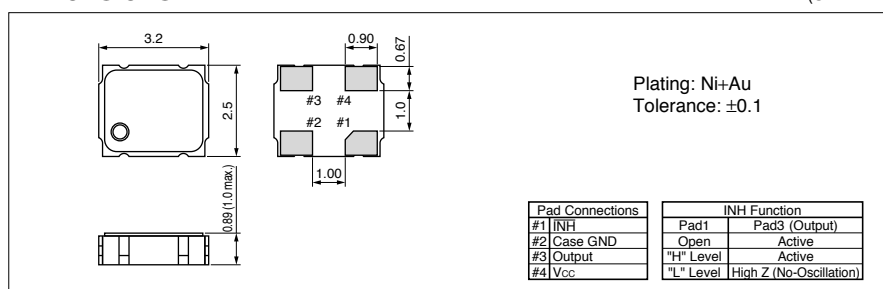 3.2
0.90
0.67
#3 #4
#2 #1
2.5
1.0
1.00
0.89 (1.0 max.)
Plating: Ni+Au
Tolerance: ±0.1
Pad Connections
#1 INH
#2 Case GND
#3 Output
#4 Vcc
INH Function
Pad1 Pad3 (Output)
Open Active
"H" Level Active
"L" Level High Z (No-Oscillation)